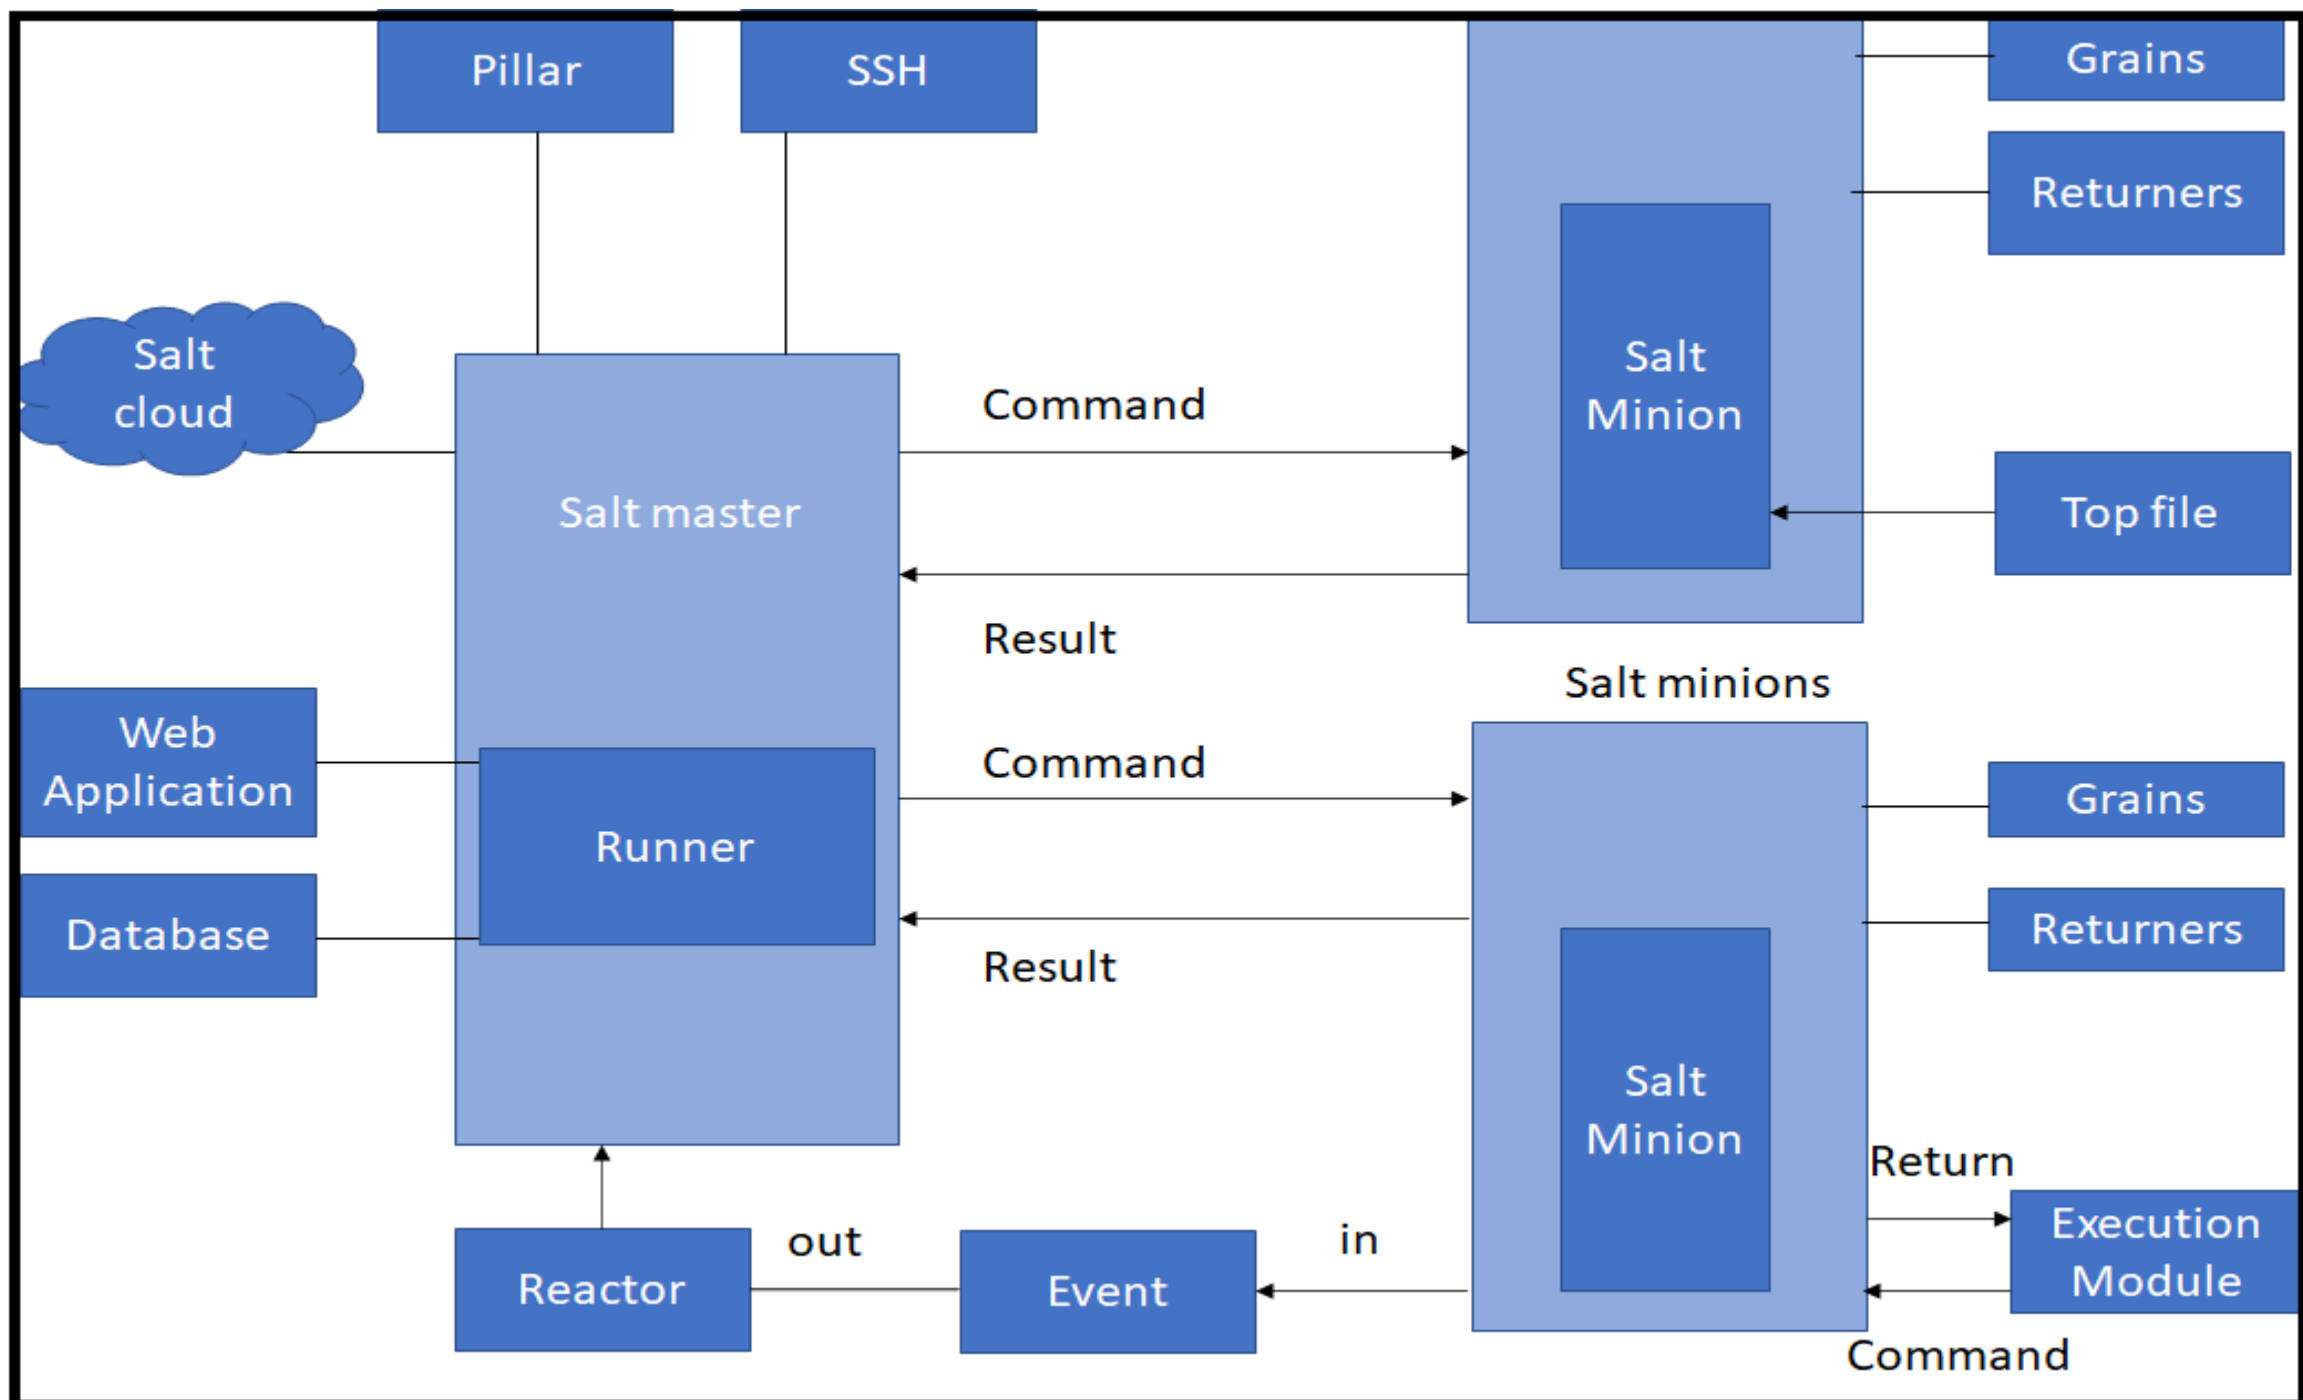 Pillar
SSH
Grains
Returners
Salt
cloud
Command
Salt
Minion
Salt master
Top file
Result
Salt minions
Web
Application
Command
Grains
Runner
Database
Returners
Result
Salt
Minion
Return
Reactor
out
Event
in
Execution
Module
Command